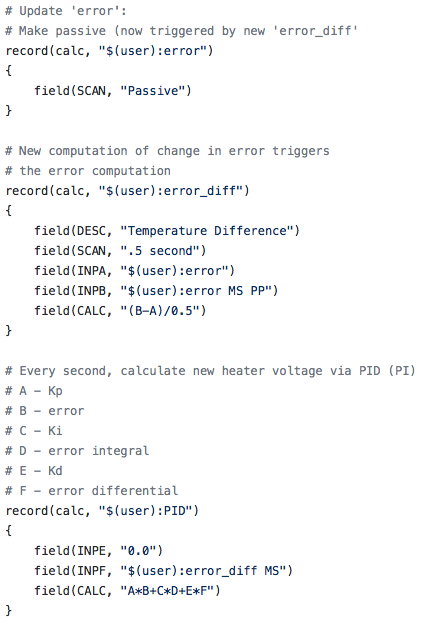 # Update 'error':
# Make passive (now triggered by new 'error_diff'
record(calc, "$(user):error")
{
    field(SCAN, "Passive")
}

# New computation of change in error triggers
# the error computation
record(calc, "$(user):error_diff")
{
    field(DESC, "Temperature Difference")
    field(SCAN, ".5 second")
    field(INPA, "$(user):error")
    field(INPB, "$(user):error MS PP")
    field(CALC, "(B-A)/0.5")
}

# Every second, calculate new heater voltage via PID (PI)
# A - Kp
# B - error
# C - Ki
# D - error integral
# E - Kd
# F - error differential
record(calc, "$(user):PID")
{
    field(INPE, "0.0")
    field(INPF, "$(user):error_diff MS")
    field(CALC, "A*B+C*D+E*F")
}